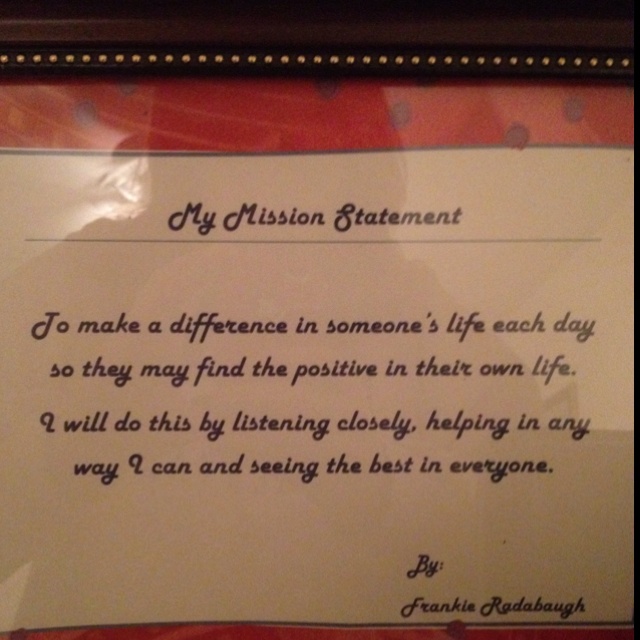 My Mission Statement
To make a difference in someone's life each day
so they may find the positive in their own life.
I will do this by listening closely, helping in any
way I can and seeing the best in everyone.
By:
Frankie Radabaugh